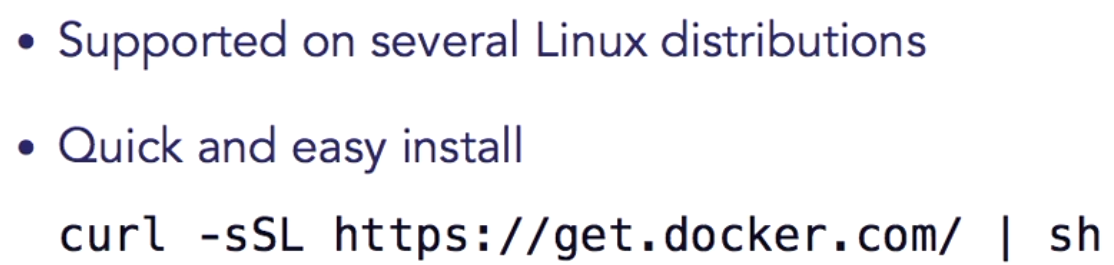 • Supported on several Linux distributions
• Quick and easy install
curl -sSL https://get.docker.com/ | sh